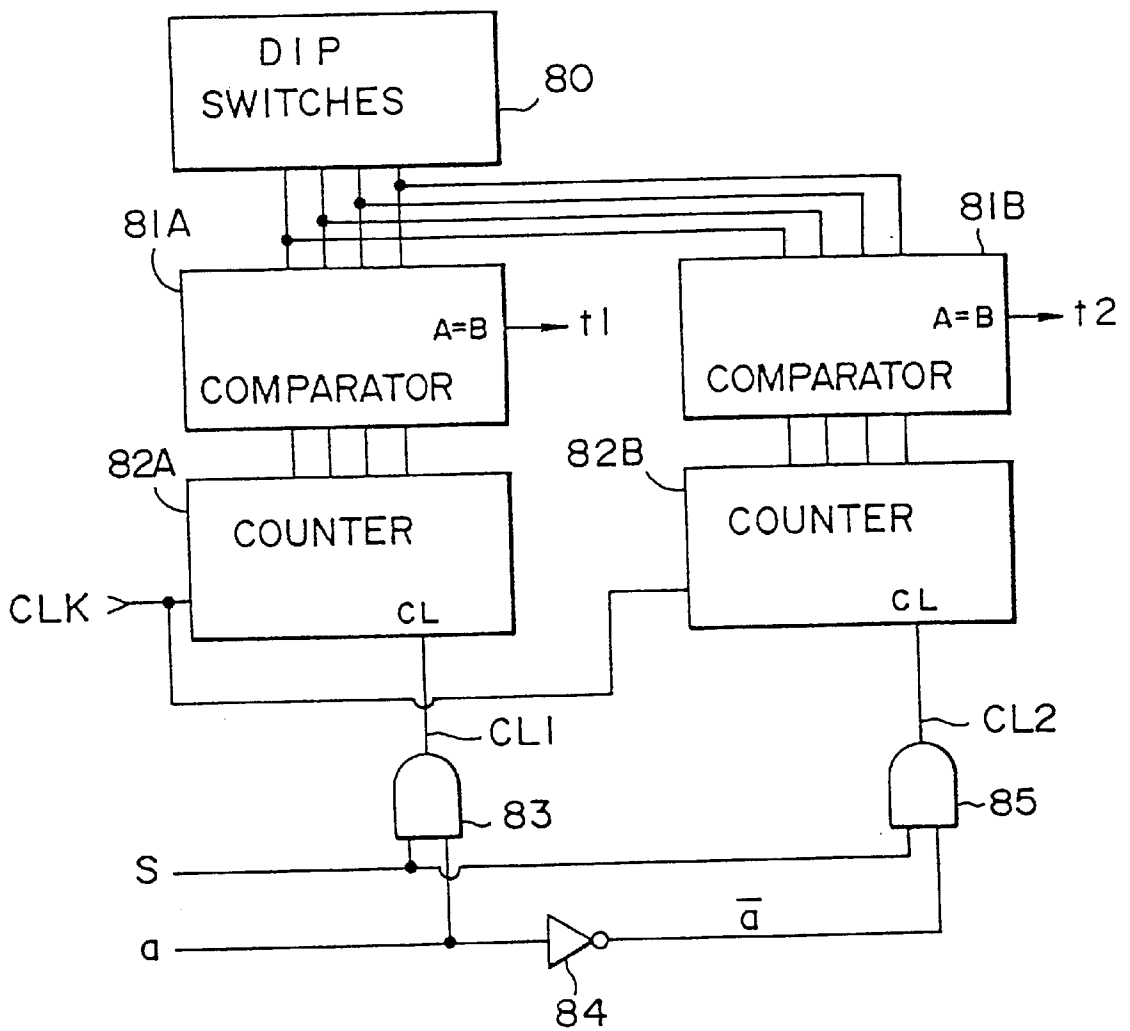 DIP
SWITCHES
80
81A
81B
A=B
t1
A=B
t2
COMPARATOR
COMPARATOR
82A
82B
COUNTER
COUNTER
CLK
CL
CL
CL1
CL2
83
85
S
a
a̅
84